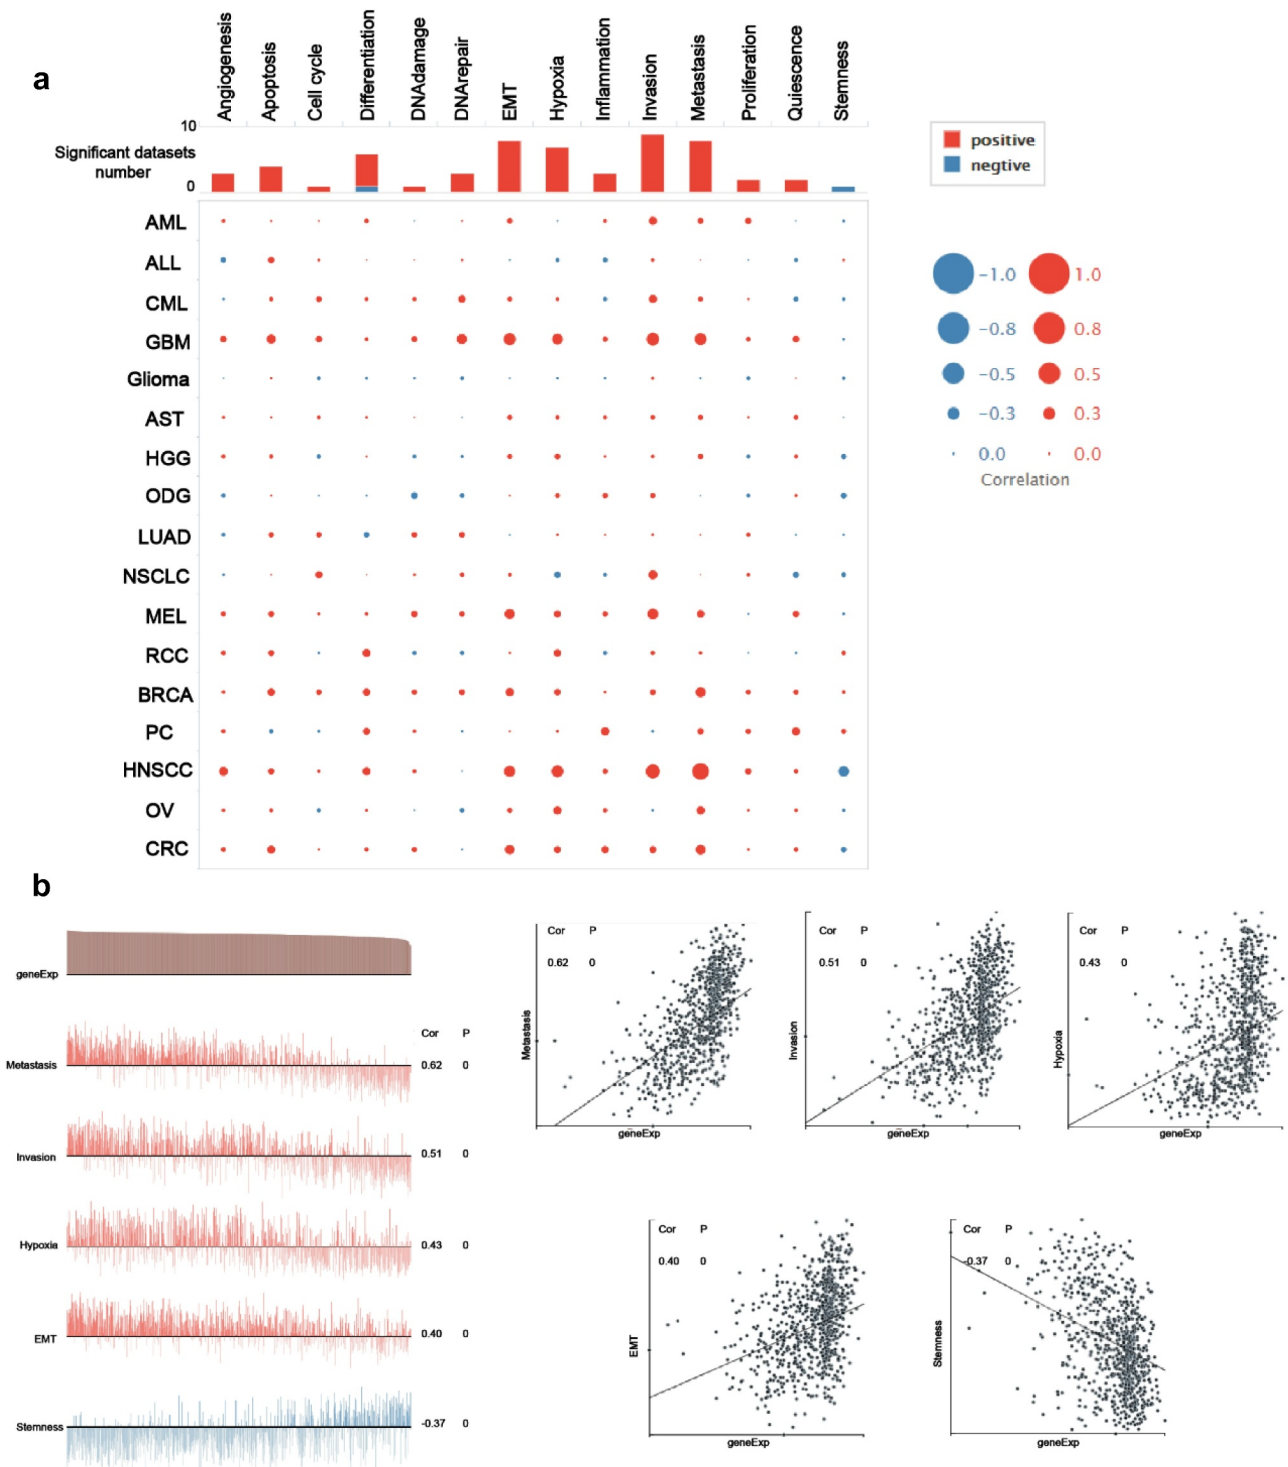 a
Angiogenesis
Apoptosis
Cell cycle
Differentiation
DNAdamage
DNArepair
EMT
Hypoxia
Inflammation
Invasion
Metastasis
Proliferation
Quiescence
Stemness
10
Significant datasets
number
0
positive
negtive
AML
ALL
CML
GBM
Glioma
AST
HGG
ODG
LUAD
NSCLC
MEL
RCC
BRCA
PC
HNSCC
OV
CRC
-1.0 1.0
-0.8 0.8
-0.5 0.5
-0.3 0.3
0.0 0.0
Correlation
b
geneExp
Cor P
Metastasis 0.62 0
Invasion 0.51 0
Hypoxia 0.43 0
EMT 0.40 0
Stemness -0.37 0
Cor P
0.62 0
Metastasis
geneExp
Cor P
0.51 0
Invasion
geneExp
Cor P
0.43 0
Hypoxia
geneExp
Cor P
0.40 0
EMT
geneExp
Cor P
-0.37 0
Stemness
geneExp